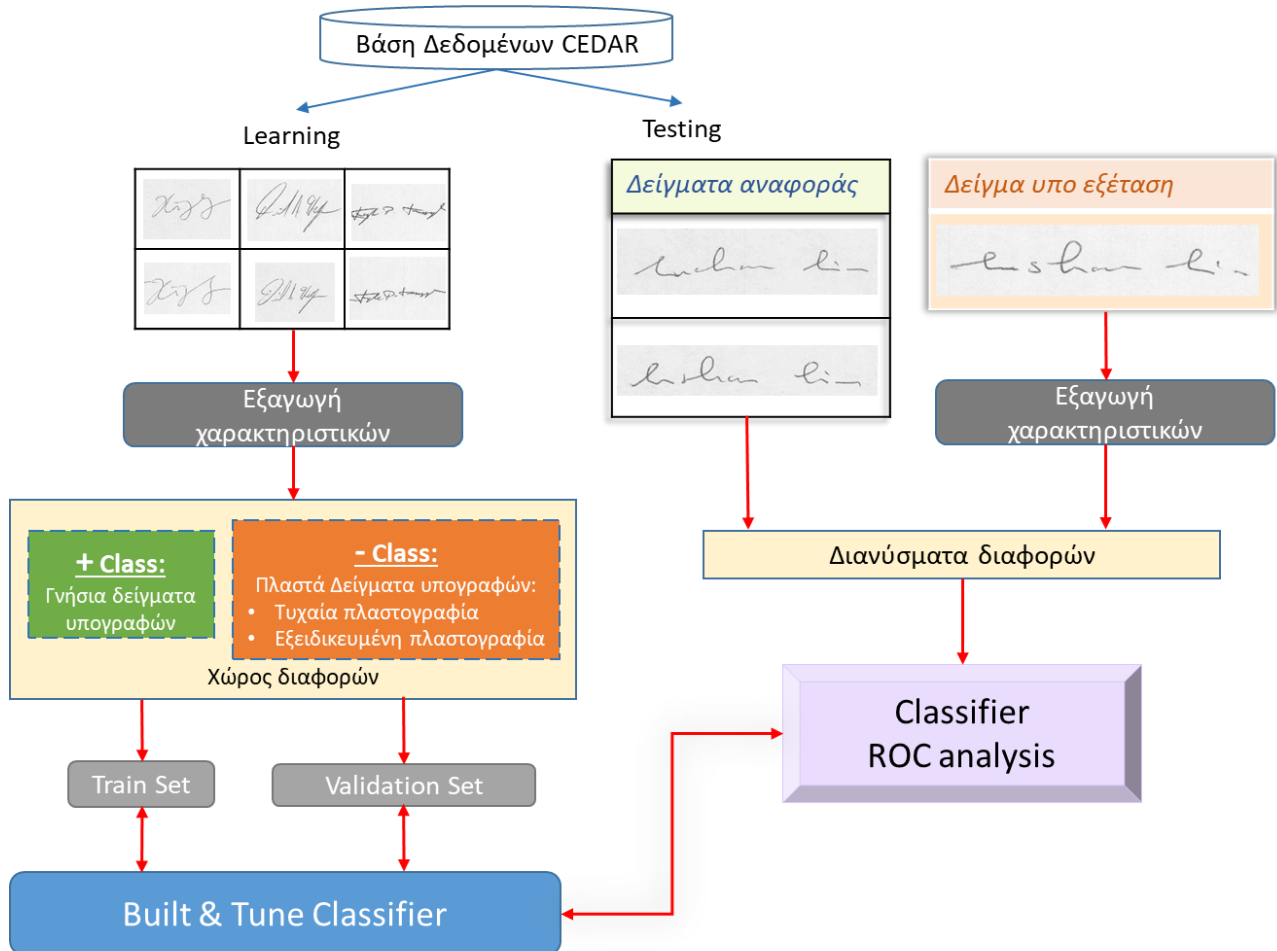 Βάση Δεδομένων CEDAR
Learning
Testing
Δείγματα αναφοράς
Δείγμα υπο εξέταση
Εξαγωγή
χαρακτηριστικών
Εξαγωγή
χαρακτηριστικών
+ Class:
Γνήσια δείγματα
υπογραφών
- Class:
Πλαστά Δείγματα υπογραφών:
• Τυχαία πλαστογραφία
• Εξειδικευμένη πλαστογραφία
Χώρος διαφορών
Διανύσματα διαφορών
Train Set
Validation Set
Classifier
ROC analysis
Built & Tune Classifier